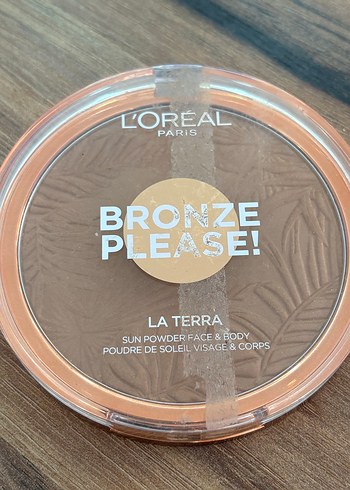 L'ORÉAL
PARIS
BRONZE
PLEASE!
LA TERRA
SUN POWDER FACE & BODY
POUDRE DE SOLEIL VISAGE & CORPS